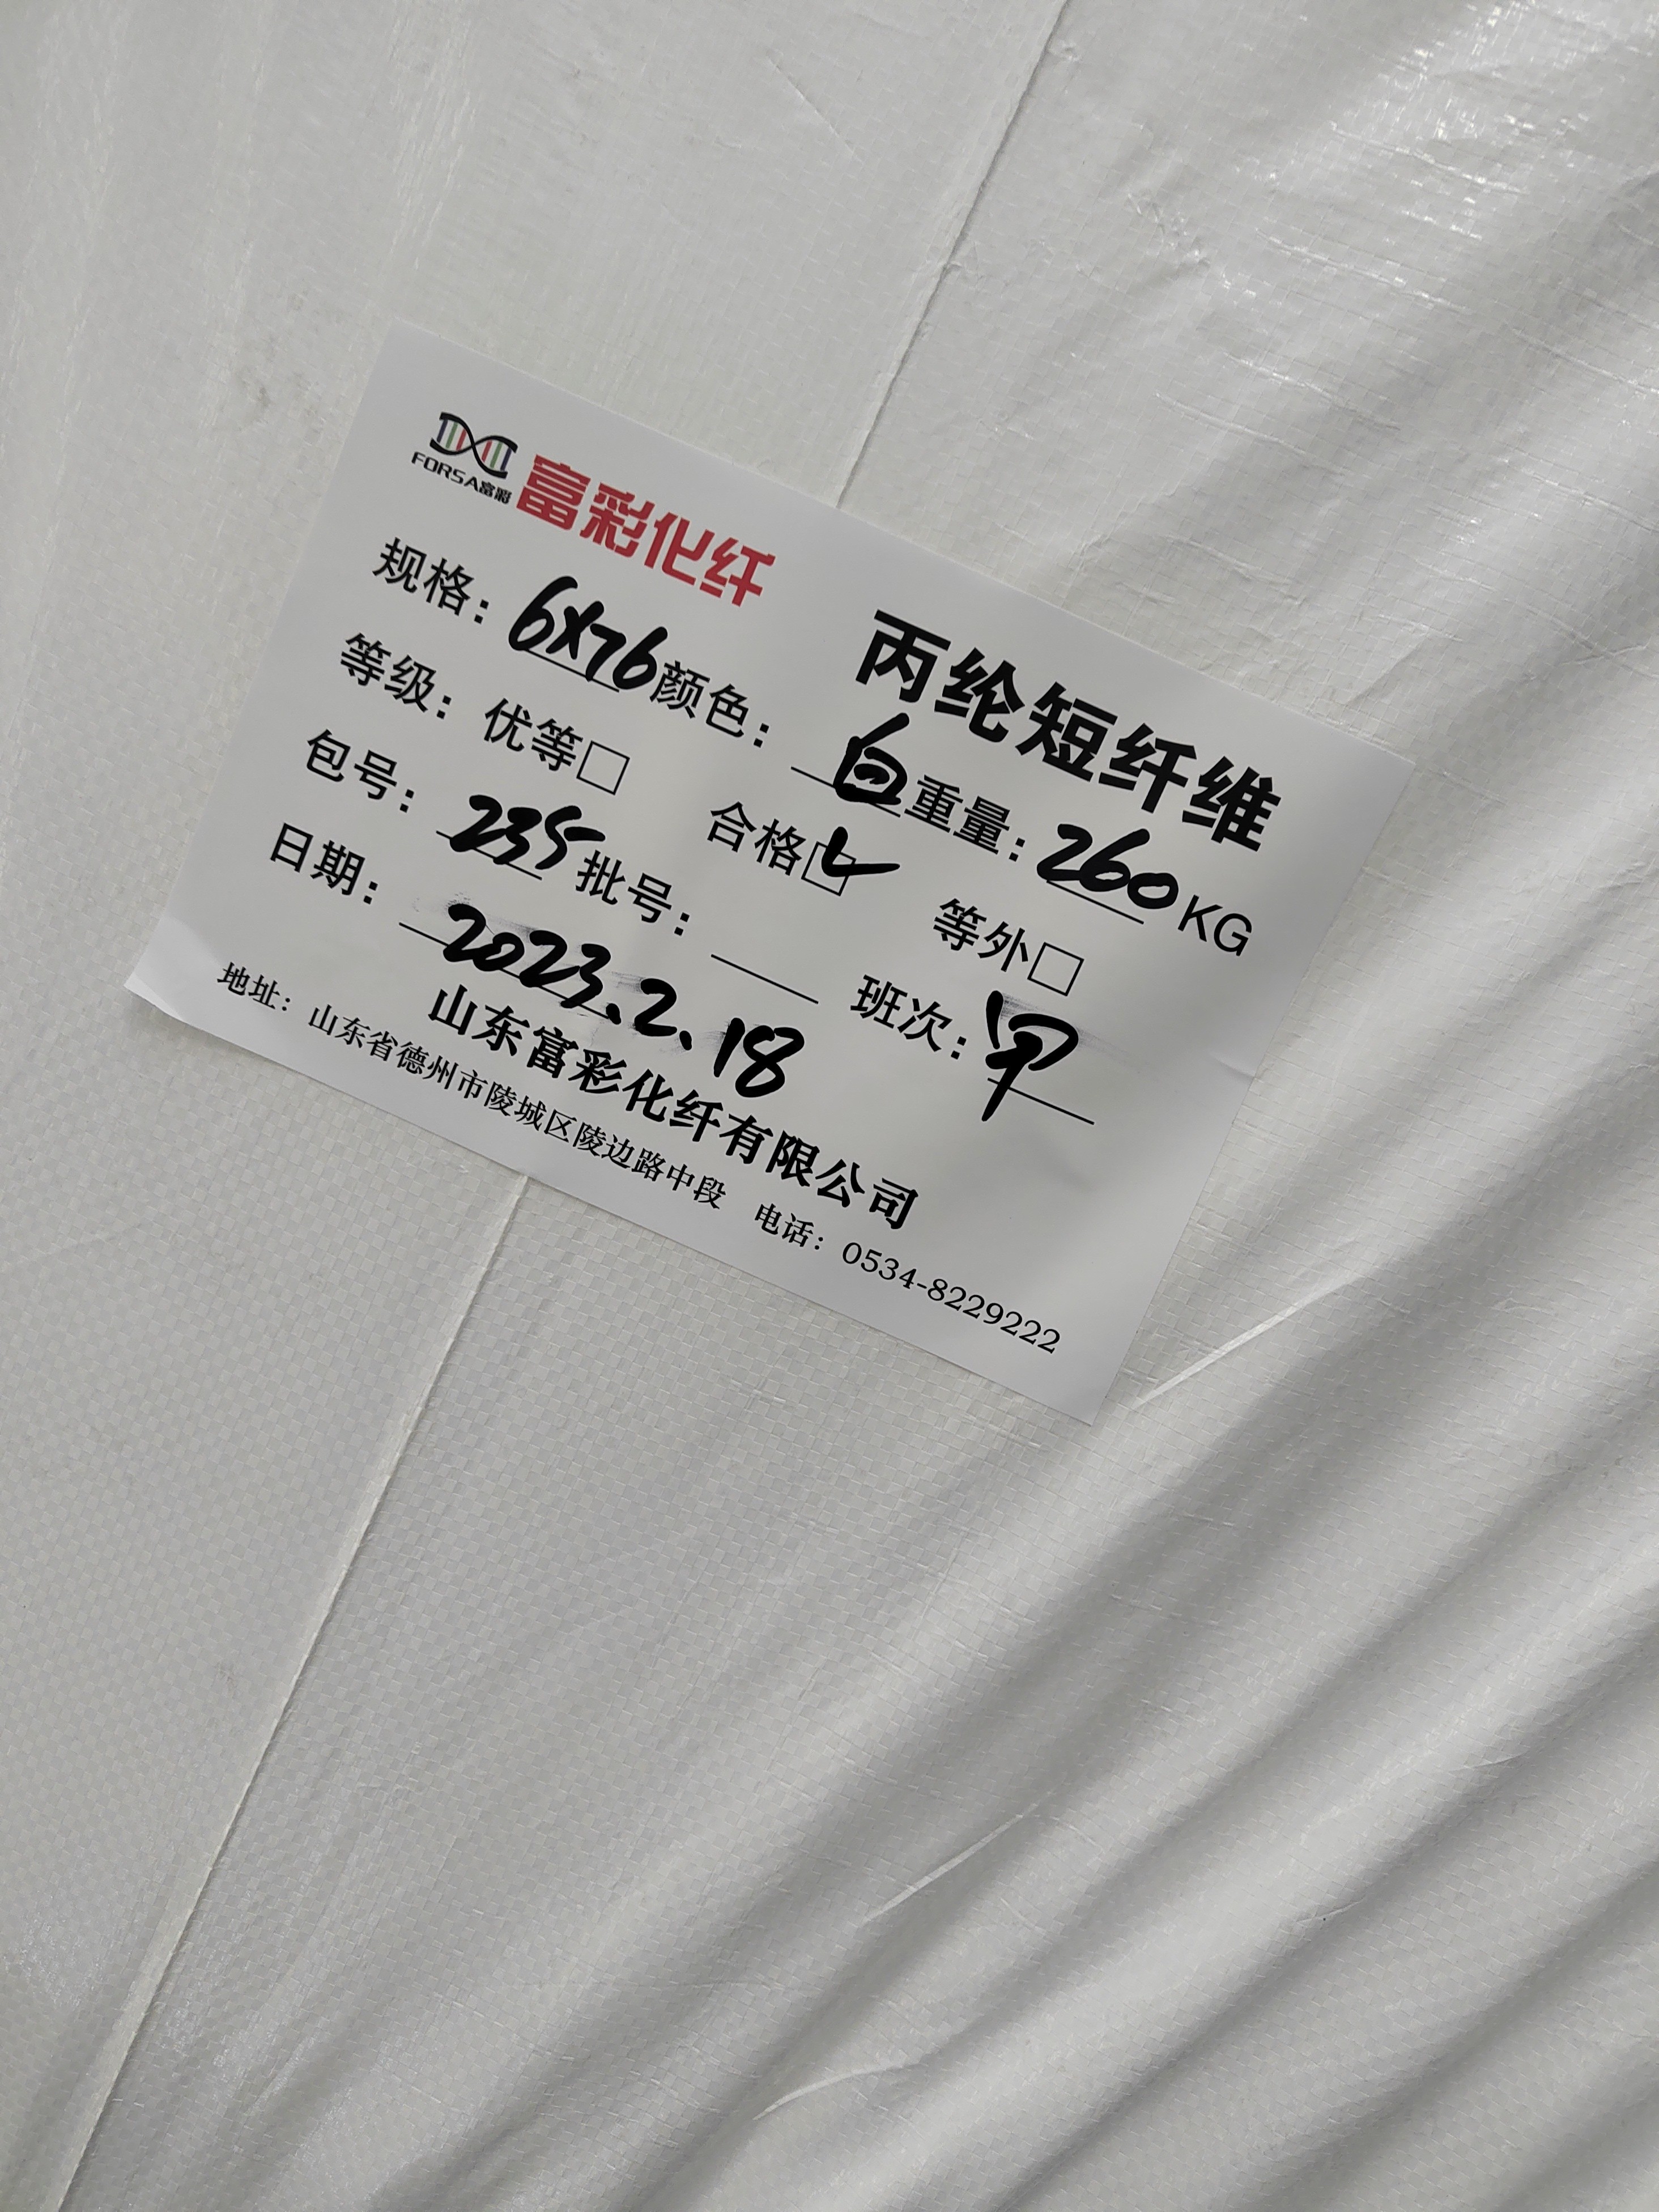 FORSA富彩 富彩化纤 丙纶短纤维
规格：6X76 颜色：白 重量：260KG
等级：优等□ 合格☑ 等外□
包号：235 批号： 班次：甲
日期：2023.2.18
山东富彩化纤有限公司
地址：山东省德州市陵城区陵边路中段 电话：0534-8229222